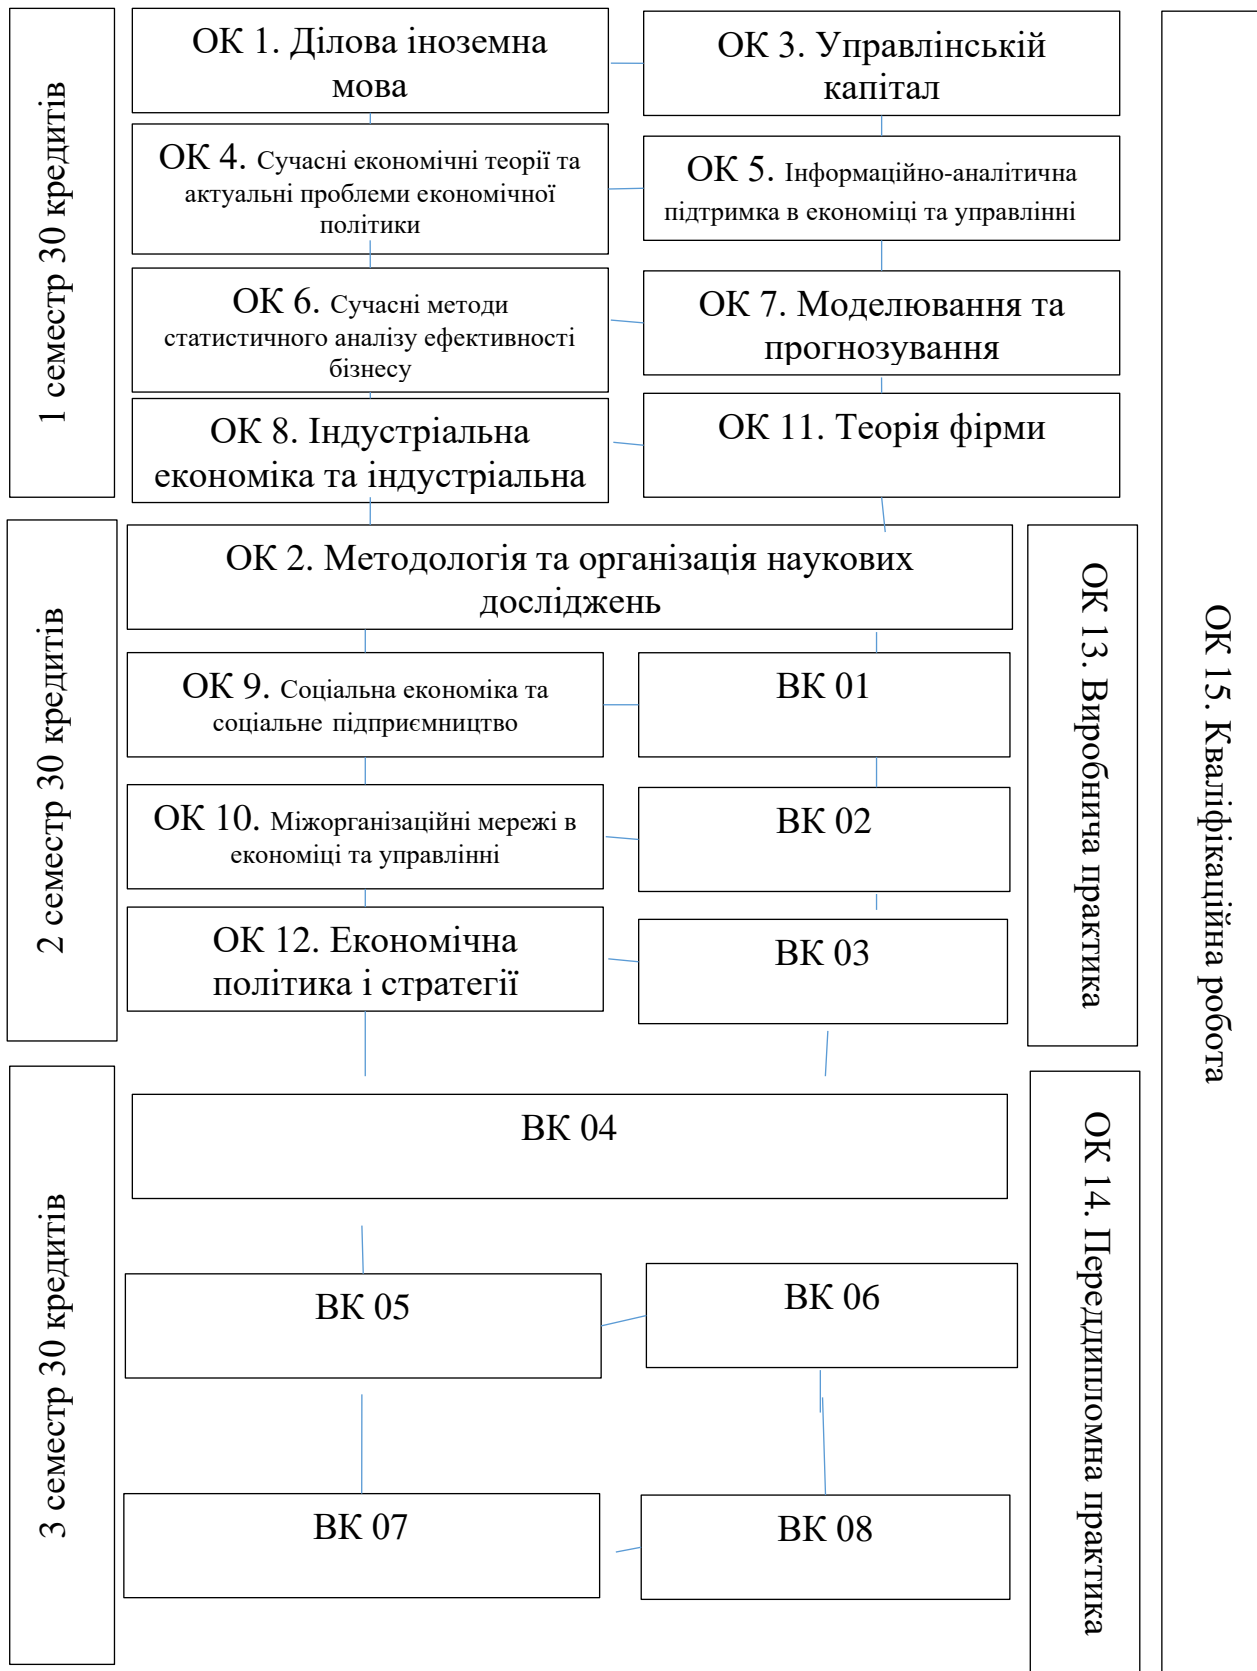 1 семестр 30 кредитів
ОК 1. Ділова іноземна
мова
ОК 3. Управлінській
капітал
ОК 4. Сучасні економічні теорії та
актуальні проблеми економічної
політики
ОК 5. Інформаційно-аналітична
підтримка в економіці та управлінні
ОК 6. Сучасні методи
статистичного аналізу ефективності
бізнесу
ОК 7. Моделювання та
прогнозування
ОК 8. Індустріальна
економіка та індустріальна
ОК 11. Теорія фірми
2 семестр 30 кредитів
ОК 2. Методологія та організація наукових
досліджень
ОК 9. Соціальна економіка та
соціальне підприємництво
ВК 01
ОК 10. Міжорганізаційні мережі в
економіці та управлінні
ВК 02
ОК 12. Економічна
політика і стратегії
ВК 03
ОК 13. Виробнича практика
3 семестр 30 кредитів
ВК 04
ВК 05
ВК 06
ВК 07
ВК 08
ОК 14. Переддипломна практика
ОК 15. Кваліфікаційна робота